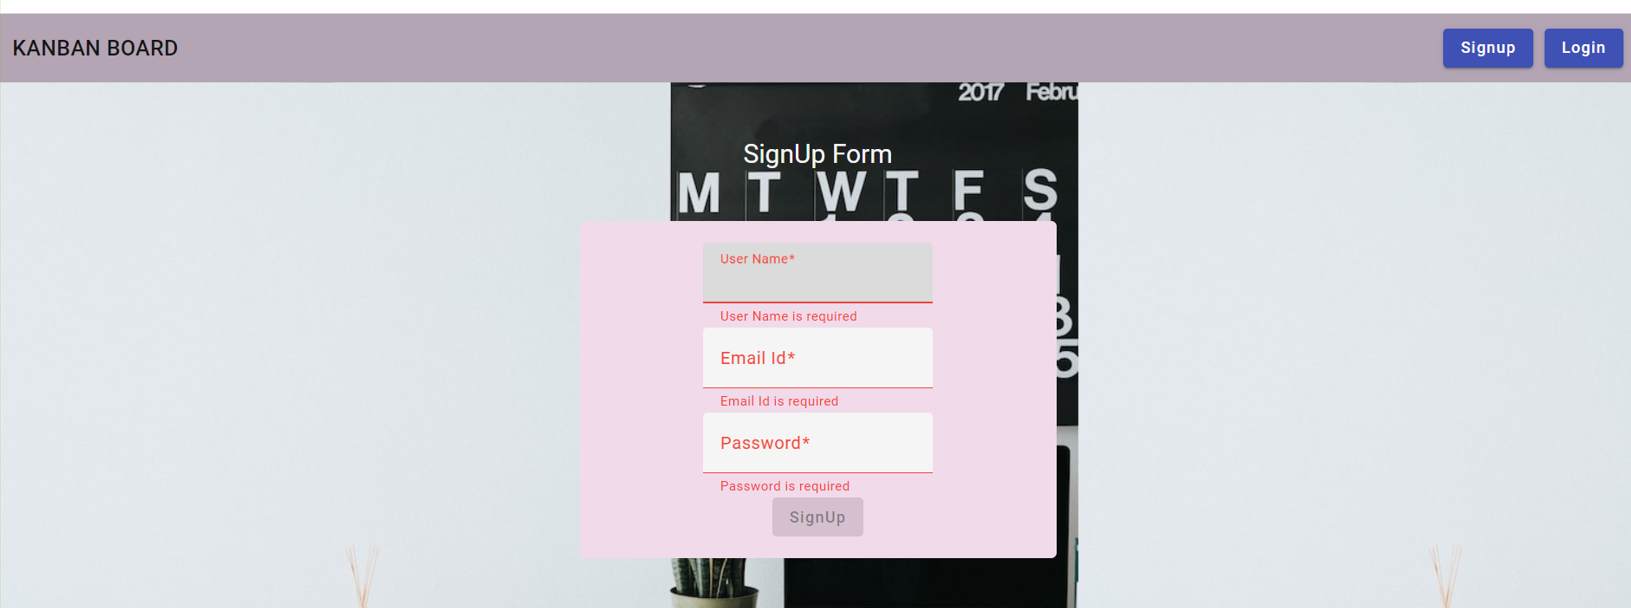 KANBAN BOARD
Signup Login
2017 Febru
SignUp Form
M T W T F S
User Name*
User Name is required
Email Id*
Email Id is required
Password*
Password is required
SignUp